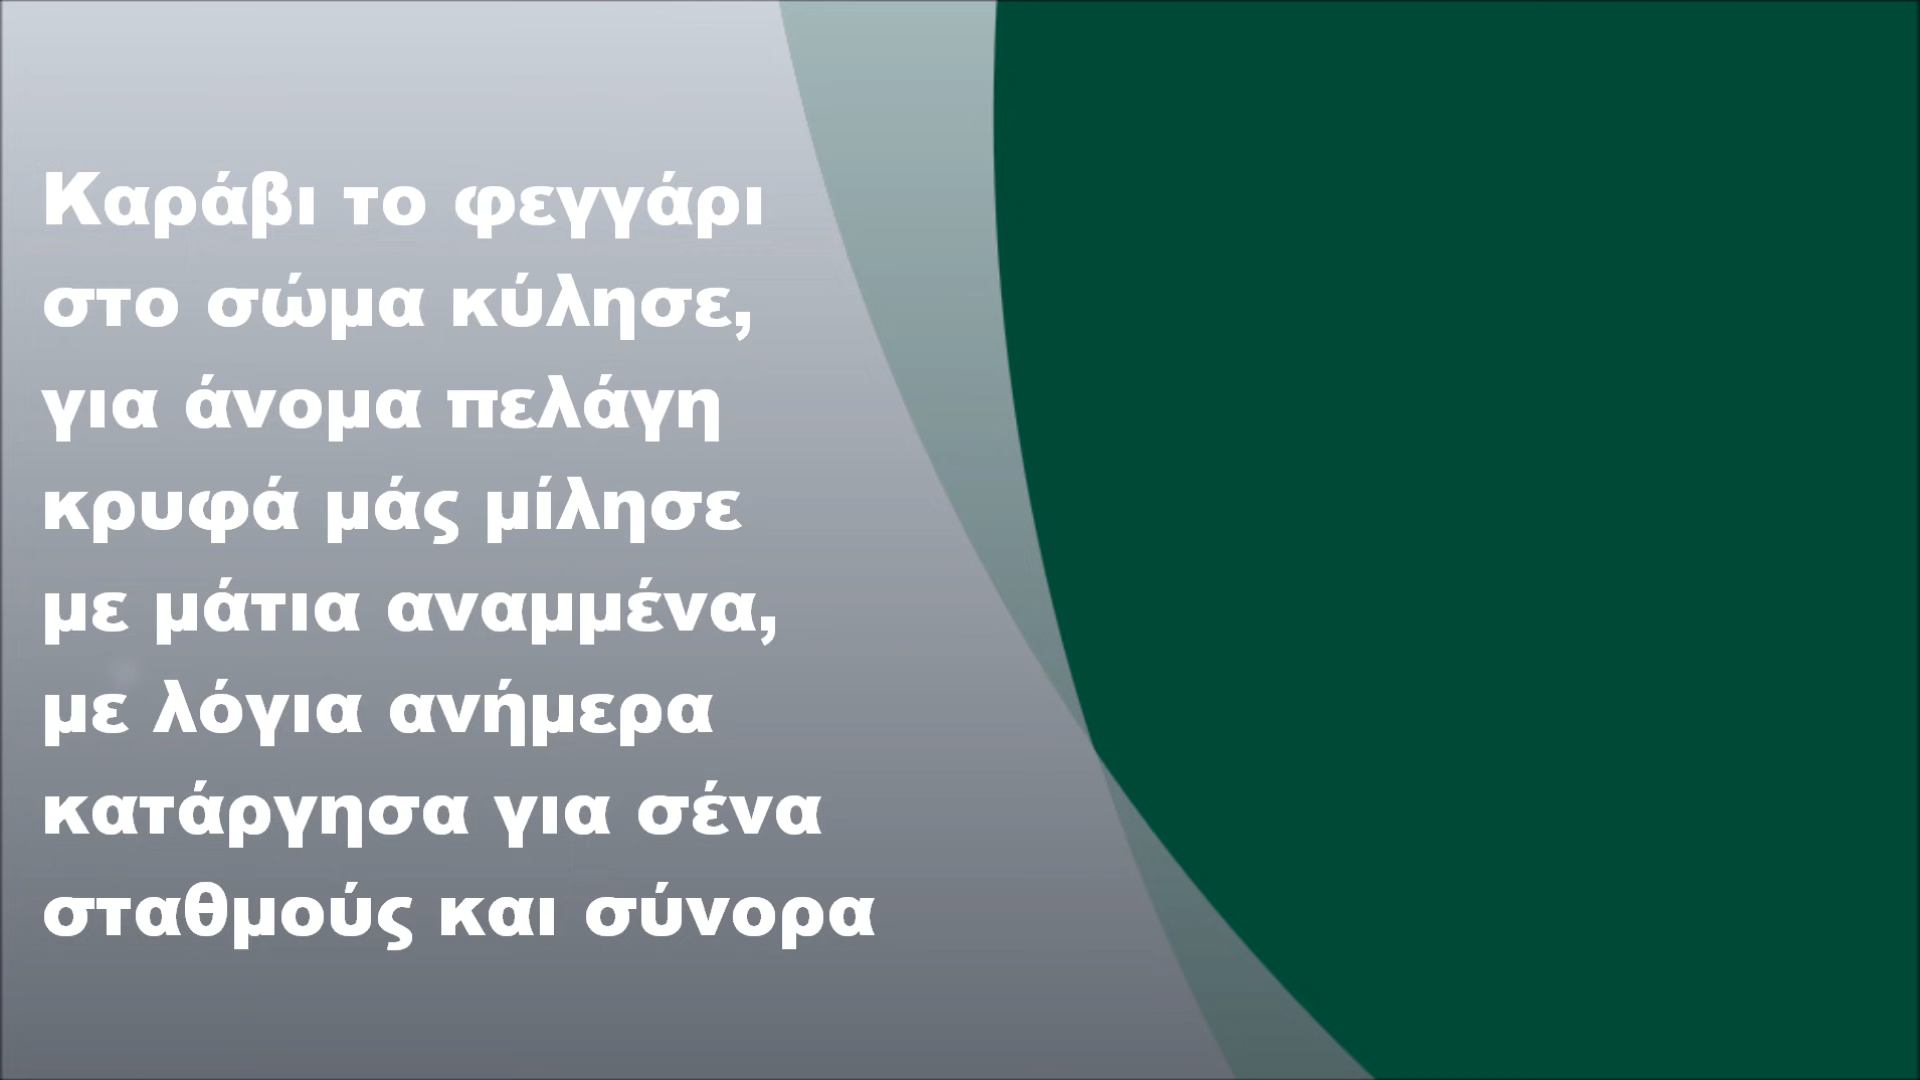 Καράβι το φεγγάρι
στο σώμα κύλησε,
για άνομα πελάγη
κρυφά μάς μίλησε
με μάτια αναμμένα,
με λόγια ανήμερα
κατάργησα για σένα
σταθμούς και σύνορα